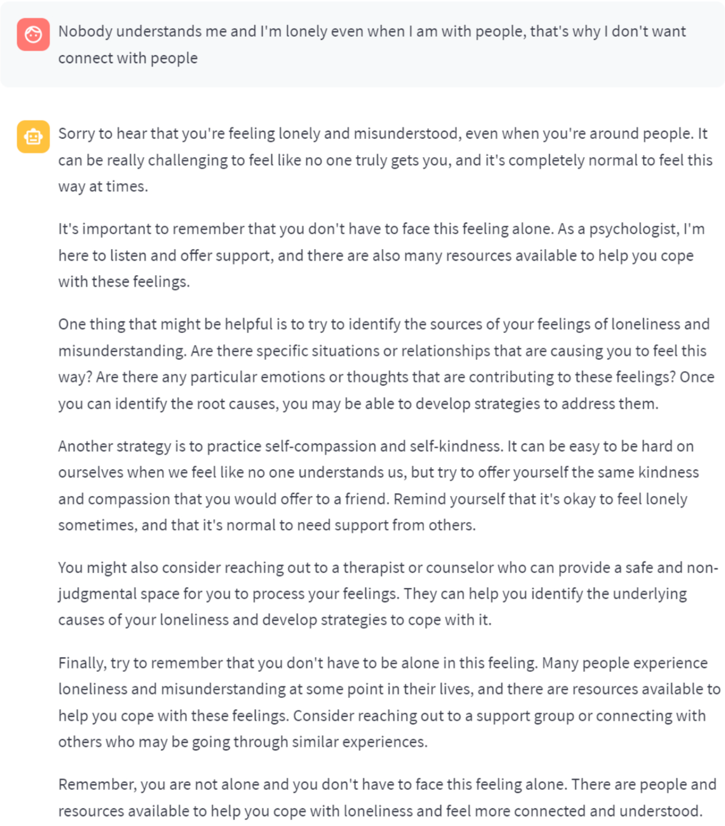 Nobody understands me and I'm lonely even when I am with people, that's why I don't want
connect with people
Sorry to hear that you're feeling lonely and misunderstood, even when you're around people. It
can be really challenging to feel like no one truly gets you, and it's completely normal to feel this
way at times.
It's important to remember that you don't have to face this feeling alone. As a psychologist, I'm
here to listen and offer support, and there are also many resources available to help you cope
with these feelings.
One thing that might be helpful is to try to identify the sources of your feelings of loneliness and
misunderstanding. Are there specific situations or relationships that are causing you to feel this
way? Are there any particular emotions or thoughts that are contributing to these feelings? Once
you can identify the root causes, you may be able to develop strategies to address them.
Another strategy is to practice self-compassion and self-kindness. It can be easy to be hard on
ourselves when we feel like no one understands us, but try to offer yourself the same kindness
and compassion that you would offer to a friend. Remind yourself that it's okay to feel lonely
sometimes, and that it's normal to need support from others.
You might also consider reaching out to a therapist or counselor who can provide a safe and non-
judgmental space for you to process your feelings. They can help you identify the underlying
causes of your loneliness and develop strategies to cope with it.
Finally, try to remember that you don't have to be alone in this feeling. Many people experience
loneliness and misunderstanding at some point in their lives, and there are resources available to
help you cope with these feelings. Consider reaching out to a support group or connecting with
others who may be going through similar experiences.
Remember, you are not alone and you don't have to face this feeling alone. There are people and
resources available to help you cope with loneliness and feel more connected and understood.